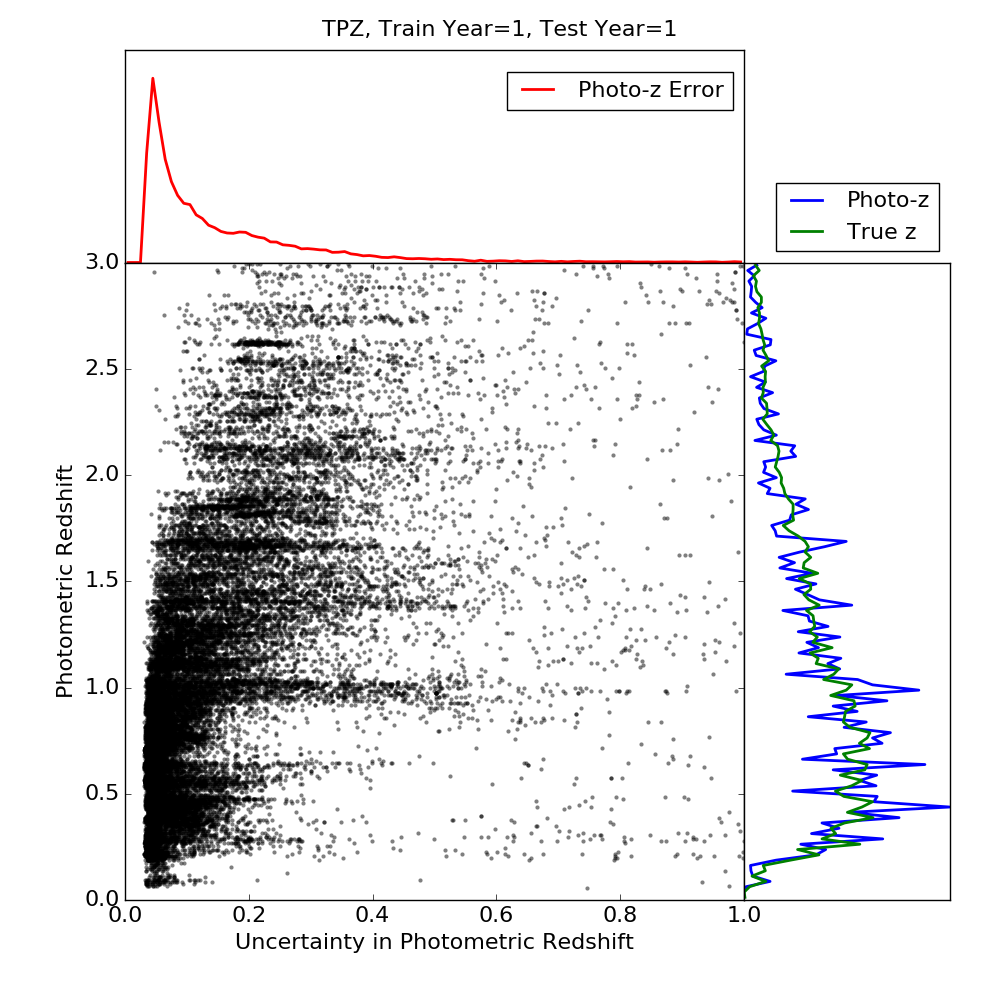 TPZ, Train Year=1, Test Year=1
Photo-z Error
Photo-z
True z
3.0
2.5
2.0
1.5
1.0
0.5
0.0
Photometric Redshift
0.0 0.2 0.4 0.6 0.8 1.0
Uncertainty in Photometric Redshift